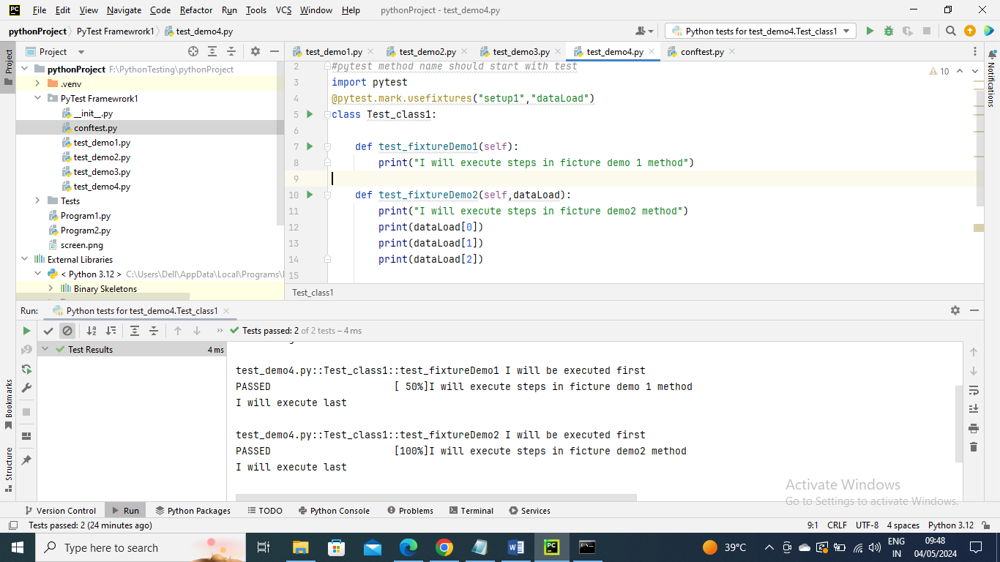 PC File Edit View Navigate Code Refactor Run Tools VCS Window Help pythonProject - test_demo4.py
pythonProject PyTest Framewrork1 test_demo4.py Python tests for test_demo4.Test_class1
Project
Project
test_demo1.py test_demo2.py test_demo3.py test_demo4.py conftest.py
Notifications
pythonProject F:\PythonTesting\pythonProject
.venv
PyTest Framewrork1
__init__.py
conftest.py
test_demo1.py
test_demo2.py
test_demo3.py
test_demo4.py
Tests
Program1.py
Program2.py
screen.png
External Libraries
< Python 3.12 > C:\Users\Dell\AppData\Local\Programs\
Binary Skeletons
10
2 #pytest method name should start with test
3 import pytest
4 @pytest.mark.usefixtures("setup1","dataLoad")
5 class Test_class1:
6
7 def test_fixtureDemo1(self):
8 print("I will execute steps in ficture demo 1 method")
9
10 def test_fixtureDemo2(self,dataLoad):
11 print("I will execute steps in ficture demo2 method")
12 print(dataLoad[0])
13 print(dataLoad[1])
14 print(dataLoad[2])
15
Test_class1
Run: Python tests for test_demo4.Test_class1
Tests passed: 2 of 2 tests – 4 ms
Test Results 4 ms
test_demo4.py::Test_class1::test_fixtureDemo1 I will be executed first
PASSED [ 50%]I will execute steps in ficture demo 1 method
I will execute last
test_demo4.py::Test_class1::test_fixtureDemo2 I will be executed first
PASSED [100%]I will execute steps in ficture demo2 method
I will execute last
Bookmarks
Structure
Activate Windows
Go to Settings to activate Windows.
Version Control Run Python Packages TODO Python Console Problems Terminal Services
Tests passed: 2 (24 minutes ago) 9:1 CRLF UTF-8 4 spaces Python 3.12
Type here to search 39°C ENG 09:48
IN 04/05/2024